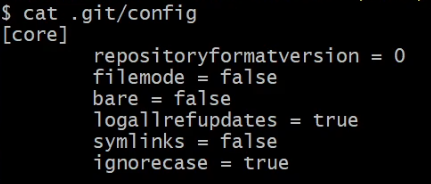 $ cat .git/config
[core]
        repositoryformatversion = 0
        filemode = false
        bare = false
        logallrefupdates = true
        symlinks = false
        ignorecase = true